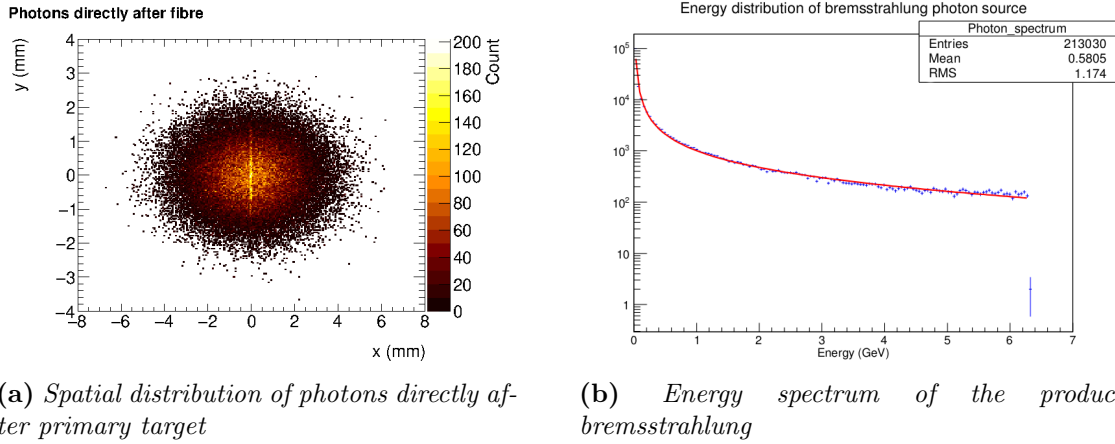 Photons directly after fibre
y (mm)
4
3
2
1
0
−1
−2
−3
−4
−8 −6 −4 −2 0 2 4 6 8
x (mm)
200
180
160
140
120
100
80
60
40
20
0
Count
Energy distribution of bremsstrahlung photon source
Photon_spectrum
Entries 213030
Mean 0.5805
RMS 1.174
10^5
10^4
10^3
10^2
10
1
0 1 2 3 4 5 6 7
Energy (GeV)
(a) Spatial distribution of photons directly af-
ter primary target
(b) Energy spectrum of the produc
bremsstrahlung